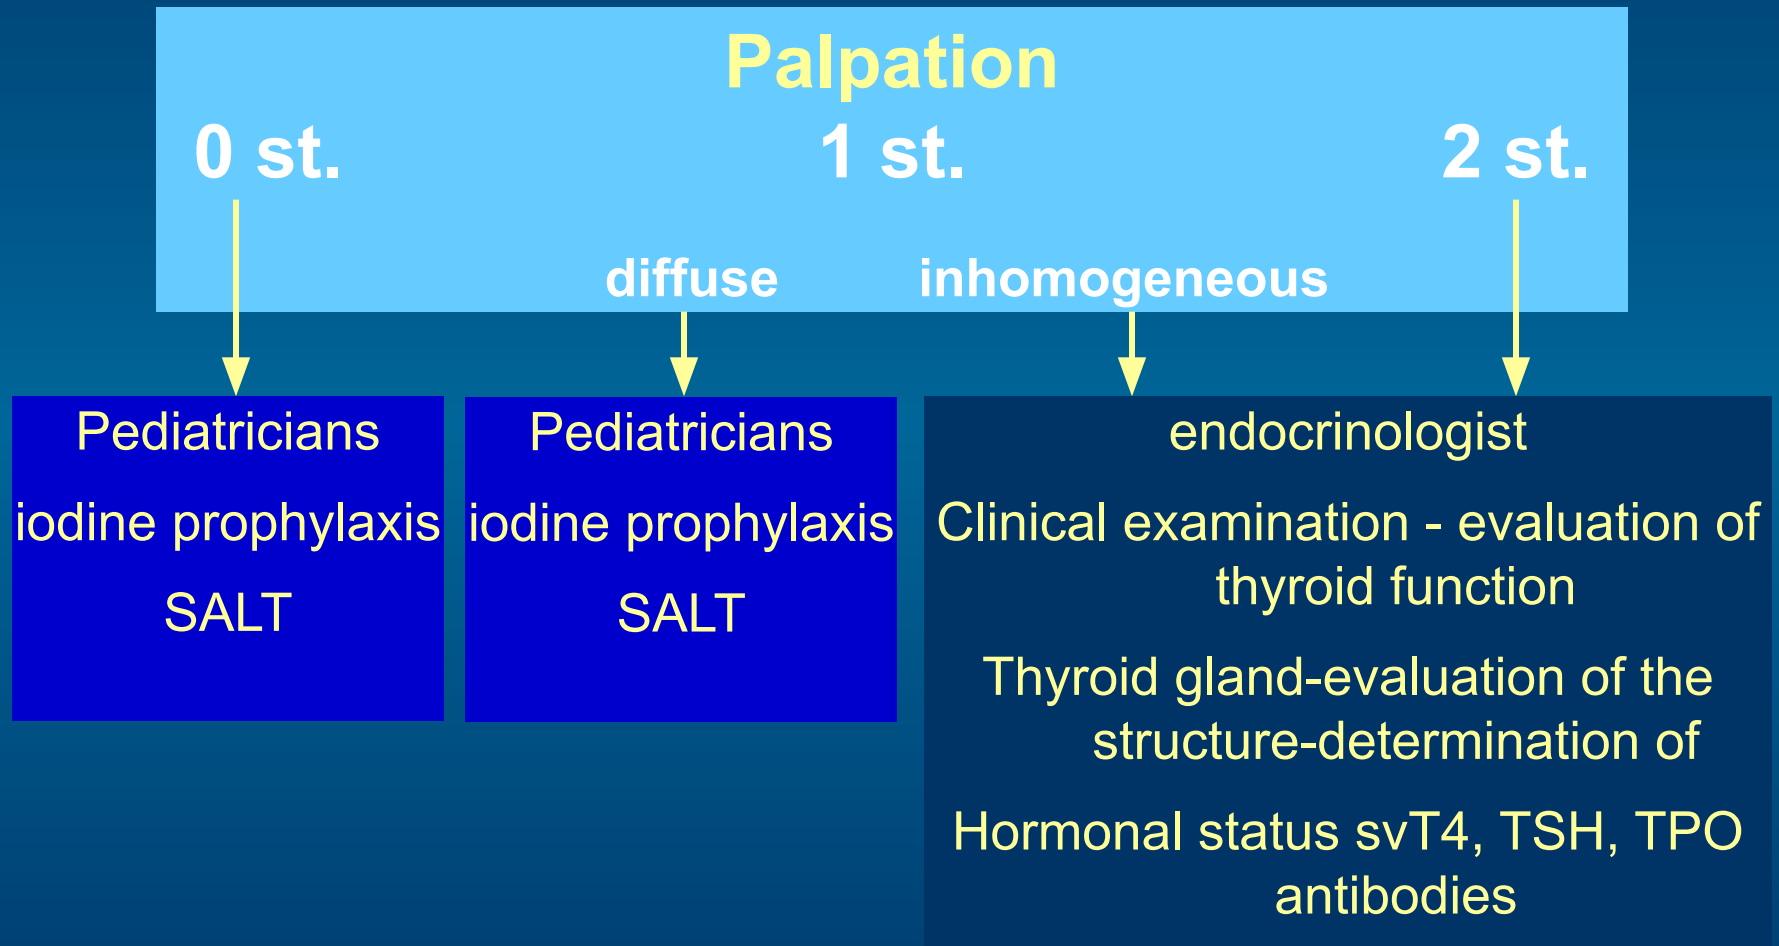 Palpation
0 st.
1 st.
2 st.
diffuse
inhomogeneous
Pediatricians
iodine prophylaxis
SALT
Pediatricians
iodine prophylaxis
SALT
endocrinologist
Clinical examination - evaluation of
thyroid function
Thyroid gland-evaluation of the
structure-determination of
Hormonal status svT4, TSH, TPO
antibodies